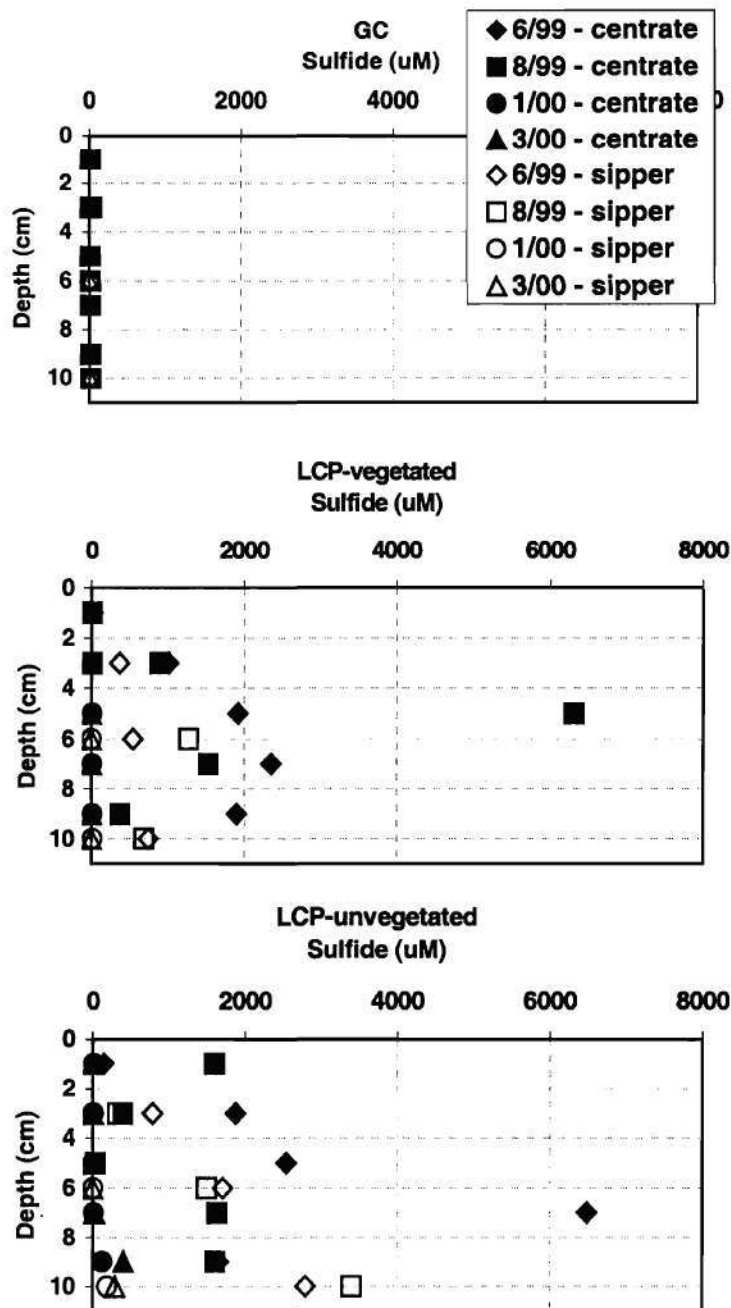 GC
Sulfide (uM)
0 2000 4000 0
6/99 - centrate
8/99 - centrate
1/00 - centrate
3/00 - centrate
6/99 - sipper
8/99 - sipper
1/00 - sipper
3/00 - sipper
Depth (cm)
0
2
4
6
8
10
LCP-vegetated
Sulfide (uM)
0 2000 4000 6000 8000
Depth (cm)
0
2
4
6
8
10
LCP-unvegetated
Sulfide (uM)
0 2000 4000 6000 8000
Depth (cm)
0
2
4
6
8
10